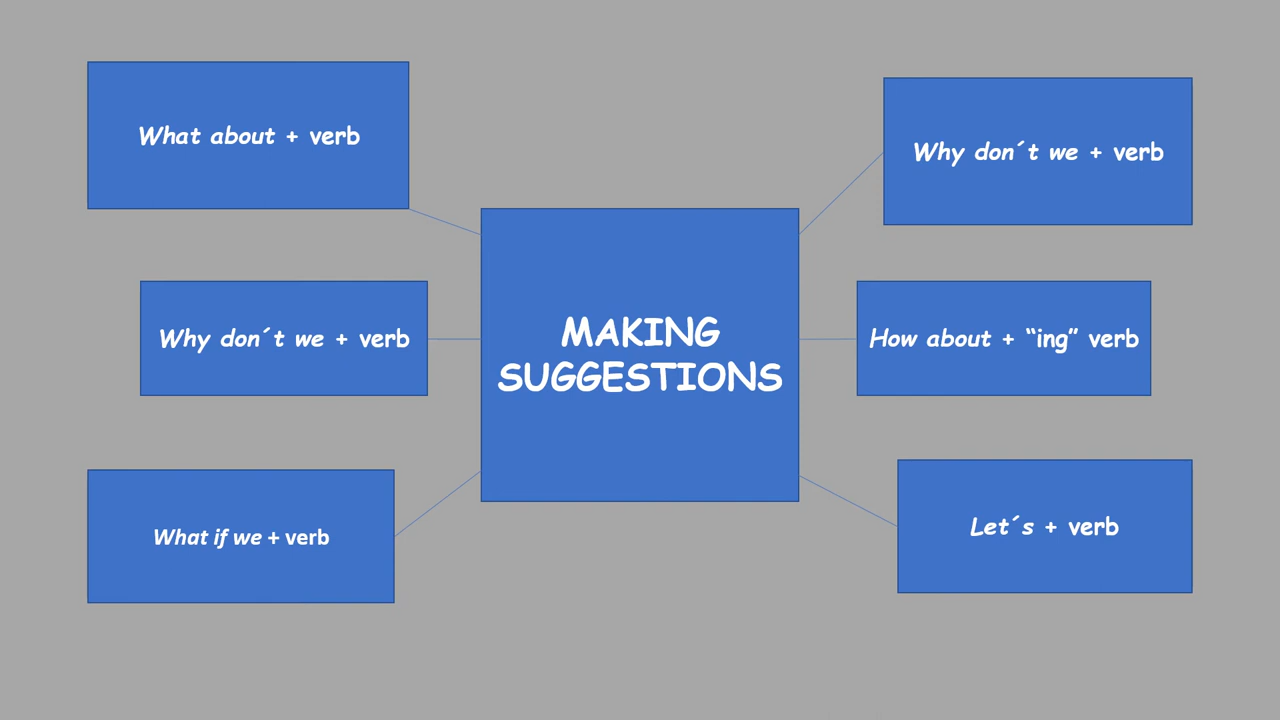 What about + verb
Why don´t we + verb
Why don´t we + verb
How about + “ing” verb
MAKING
SUGGESTIONS
What if we + verb
Let´s + verb